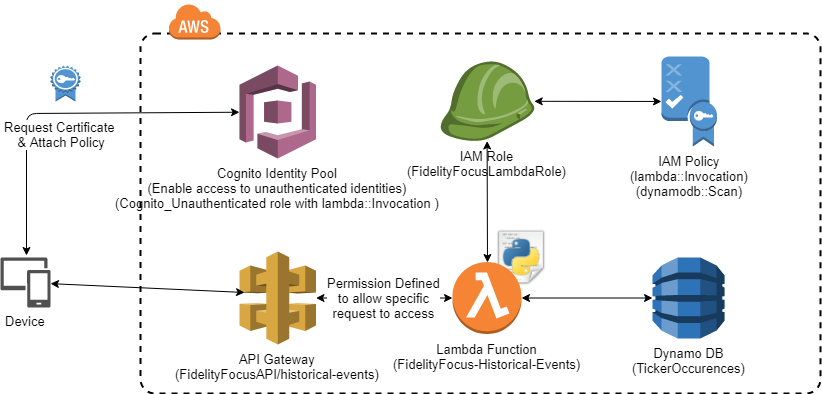 AWS
Request Certificate
& Attach Policy
Cognito Identity Pool
(Enable access to unauthenticated identities)
(Cognito_Unauthenticated role with lambda::Invocation )
IAM Role
(FidelityFocusLambdaRole)
IAM Policy
(lambda::Invocation)
(dynamodb::Scan)
Device
API Gateway
(FidelityFocusAPI/historical-events)
Permission Defined
to allow specific
request to access
Lambda Function
(FidelityFocus-Historical-Events)
Dynamo DB
(TickerOccurences)